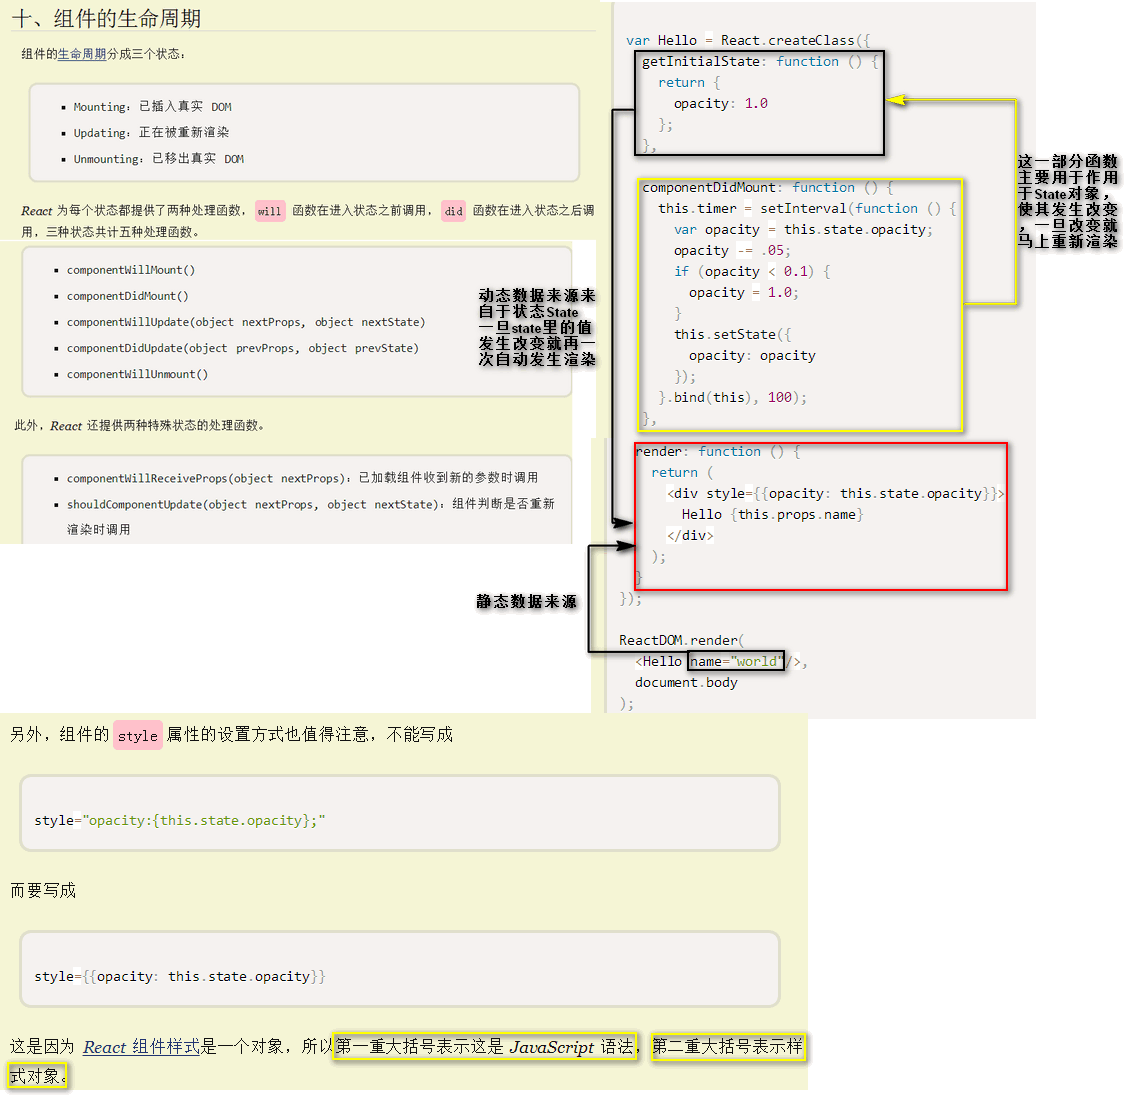 十、组件的生命周期
组件的生命周期分成三个状态：
Mounting：已插入真实 DOM
Updating：正在被重新渲染
Unmounting：已移出真实 DOM
React 为每个状态都提供了两种处理函数， will 函数在进入状态之前调用， did 函数在进入状态之后调
用，三种状态共计五种处理函数。
componentWillMount()
componentDidMount()
componentWillUpdate(object nextProps, object nextState)
componentDidUpdate(object prevProps, object prevState)
componentWillUnmount()
此外，React 还提供两种特殊状态的处理函数。
componentWillReceiveProps(object nextProps)：已加载组件收到新的参数时调用
shouldComponentUpdate(object nextProps, object nextState)：组件判断是否重新
渲染时调用
动态数据来源来
自于状态State
一旦state里的值
发生改变就再一
次自动发生渲染
静态数据来源
var Hello = React.createClass({
getInitialState: function () {
return {
opacity: 1.0
};
},
componentDidMount: function () {
this.timer = setInterval(function () {
var opacity = this.state.opacity;
opacity -= .05;
if (opacity < 0.1) {
opacity = 1.0;
}
this.setState({
opacity: opacity
});
}.bind(this), 100);
},
render: function () {
return (
<div style={{opacity: this.state.opacity}}>
Hello {this.props.name}
</div>
);
}
});
ReactDOM.render(
<Hello name="world"/>,
document.body
);
这一部分函数
主要用于作用
于State对象，
使其发生改变
，一旦改变就
马上重新渲染
另外，组件的 style 属性的设置方式也值得注意，不能写成
style="opacity:{this.state.opacity};"
而要写成
style={{opacity: this.state.opacity}}
这是因为 React 组件样式是一个对象，所以第一重大括号表示这是 JavaScript 语法，第二重大括号表示样
式对象。